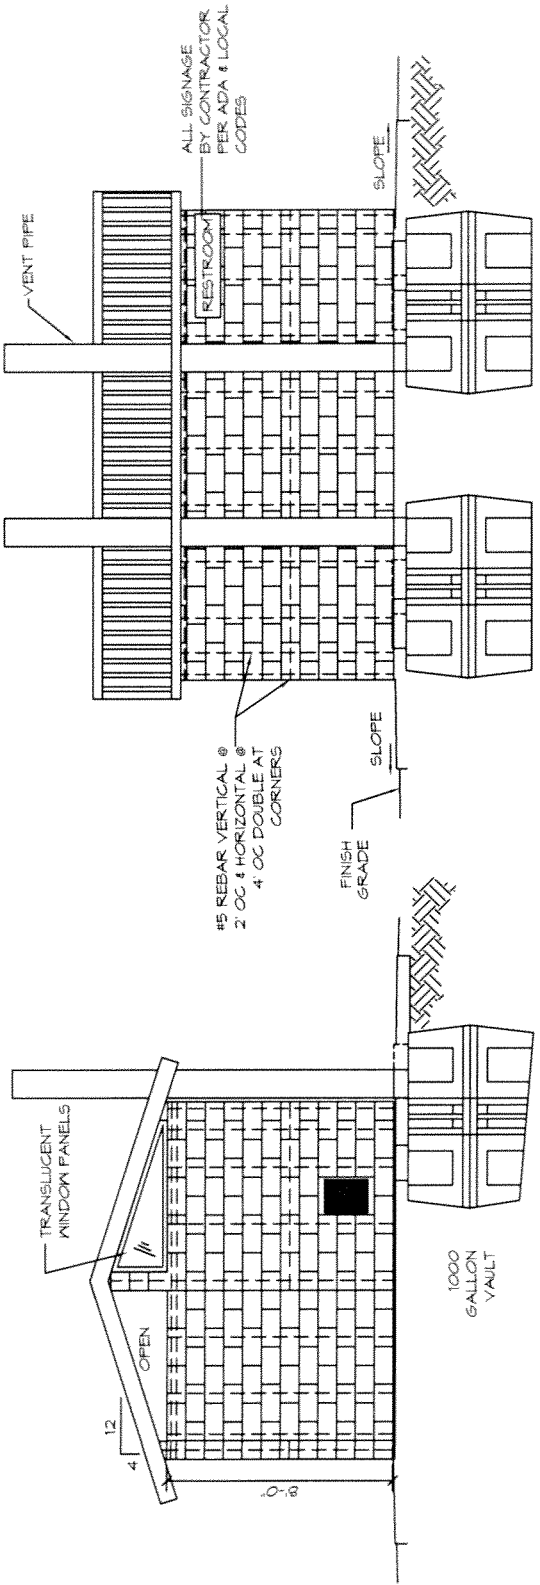 TRANSLUCENT
WINDOW PANELS
12
4
OPEN
8'-0"
1000
GALLON
VAULT
VENT PIPE
ALL SIGNAGE
BY CONTRACTOR
PER ADA & LOCAL
CODES
RESTROOM
#5 REBAR VERTICAL @
2' OC & HORIZONTAL @
4' OC DOUBLE AT
CORNERS
FINISH
GRADE
SLOPE
SLOPE